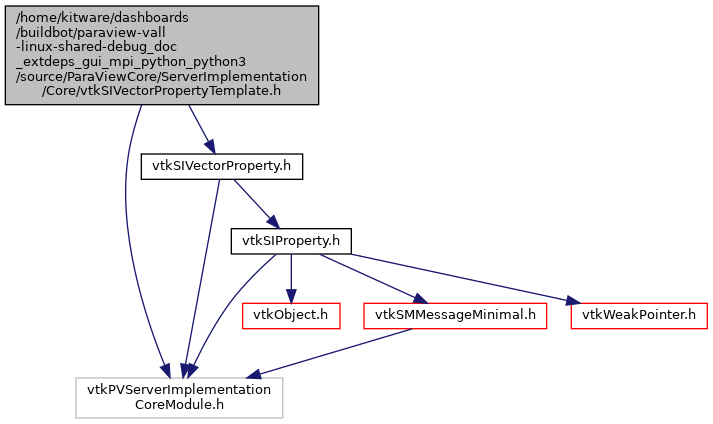 /home/kitware/dashboards
/buildbot/paraview-vall
-linux-shared-debug_doc
_extdeps_gui_mpi_python_python3
/source/ParaViewCore/ServerImplementation
/Core/vtkSIVectorPropertyTemplate.h
vtkSIVectorProperty.h
vtkSIProperty.h
vtkObject.h
vtkSMMessageMinimal.h
vtkWeakPointer.h
vtkPVServerImplementation
CoreModule.h